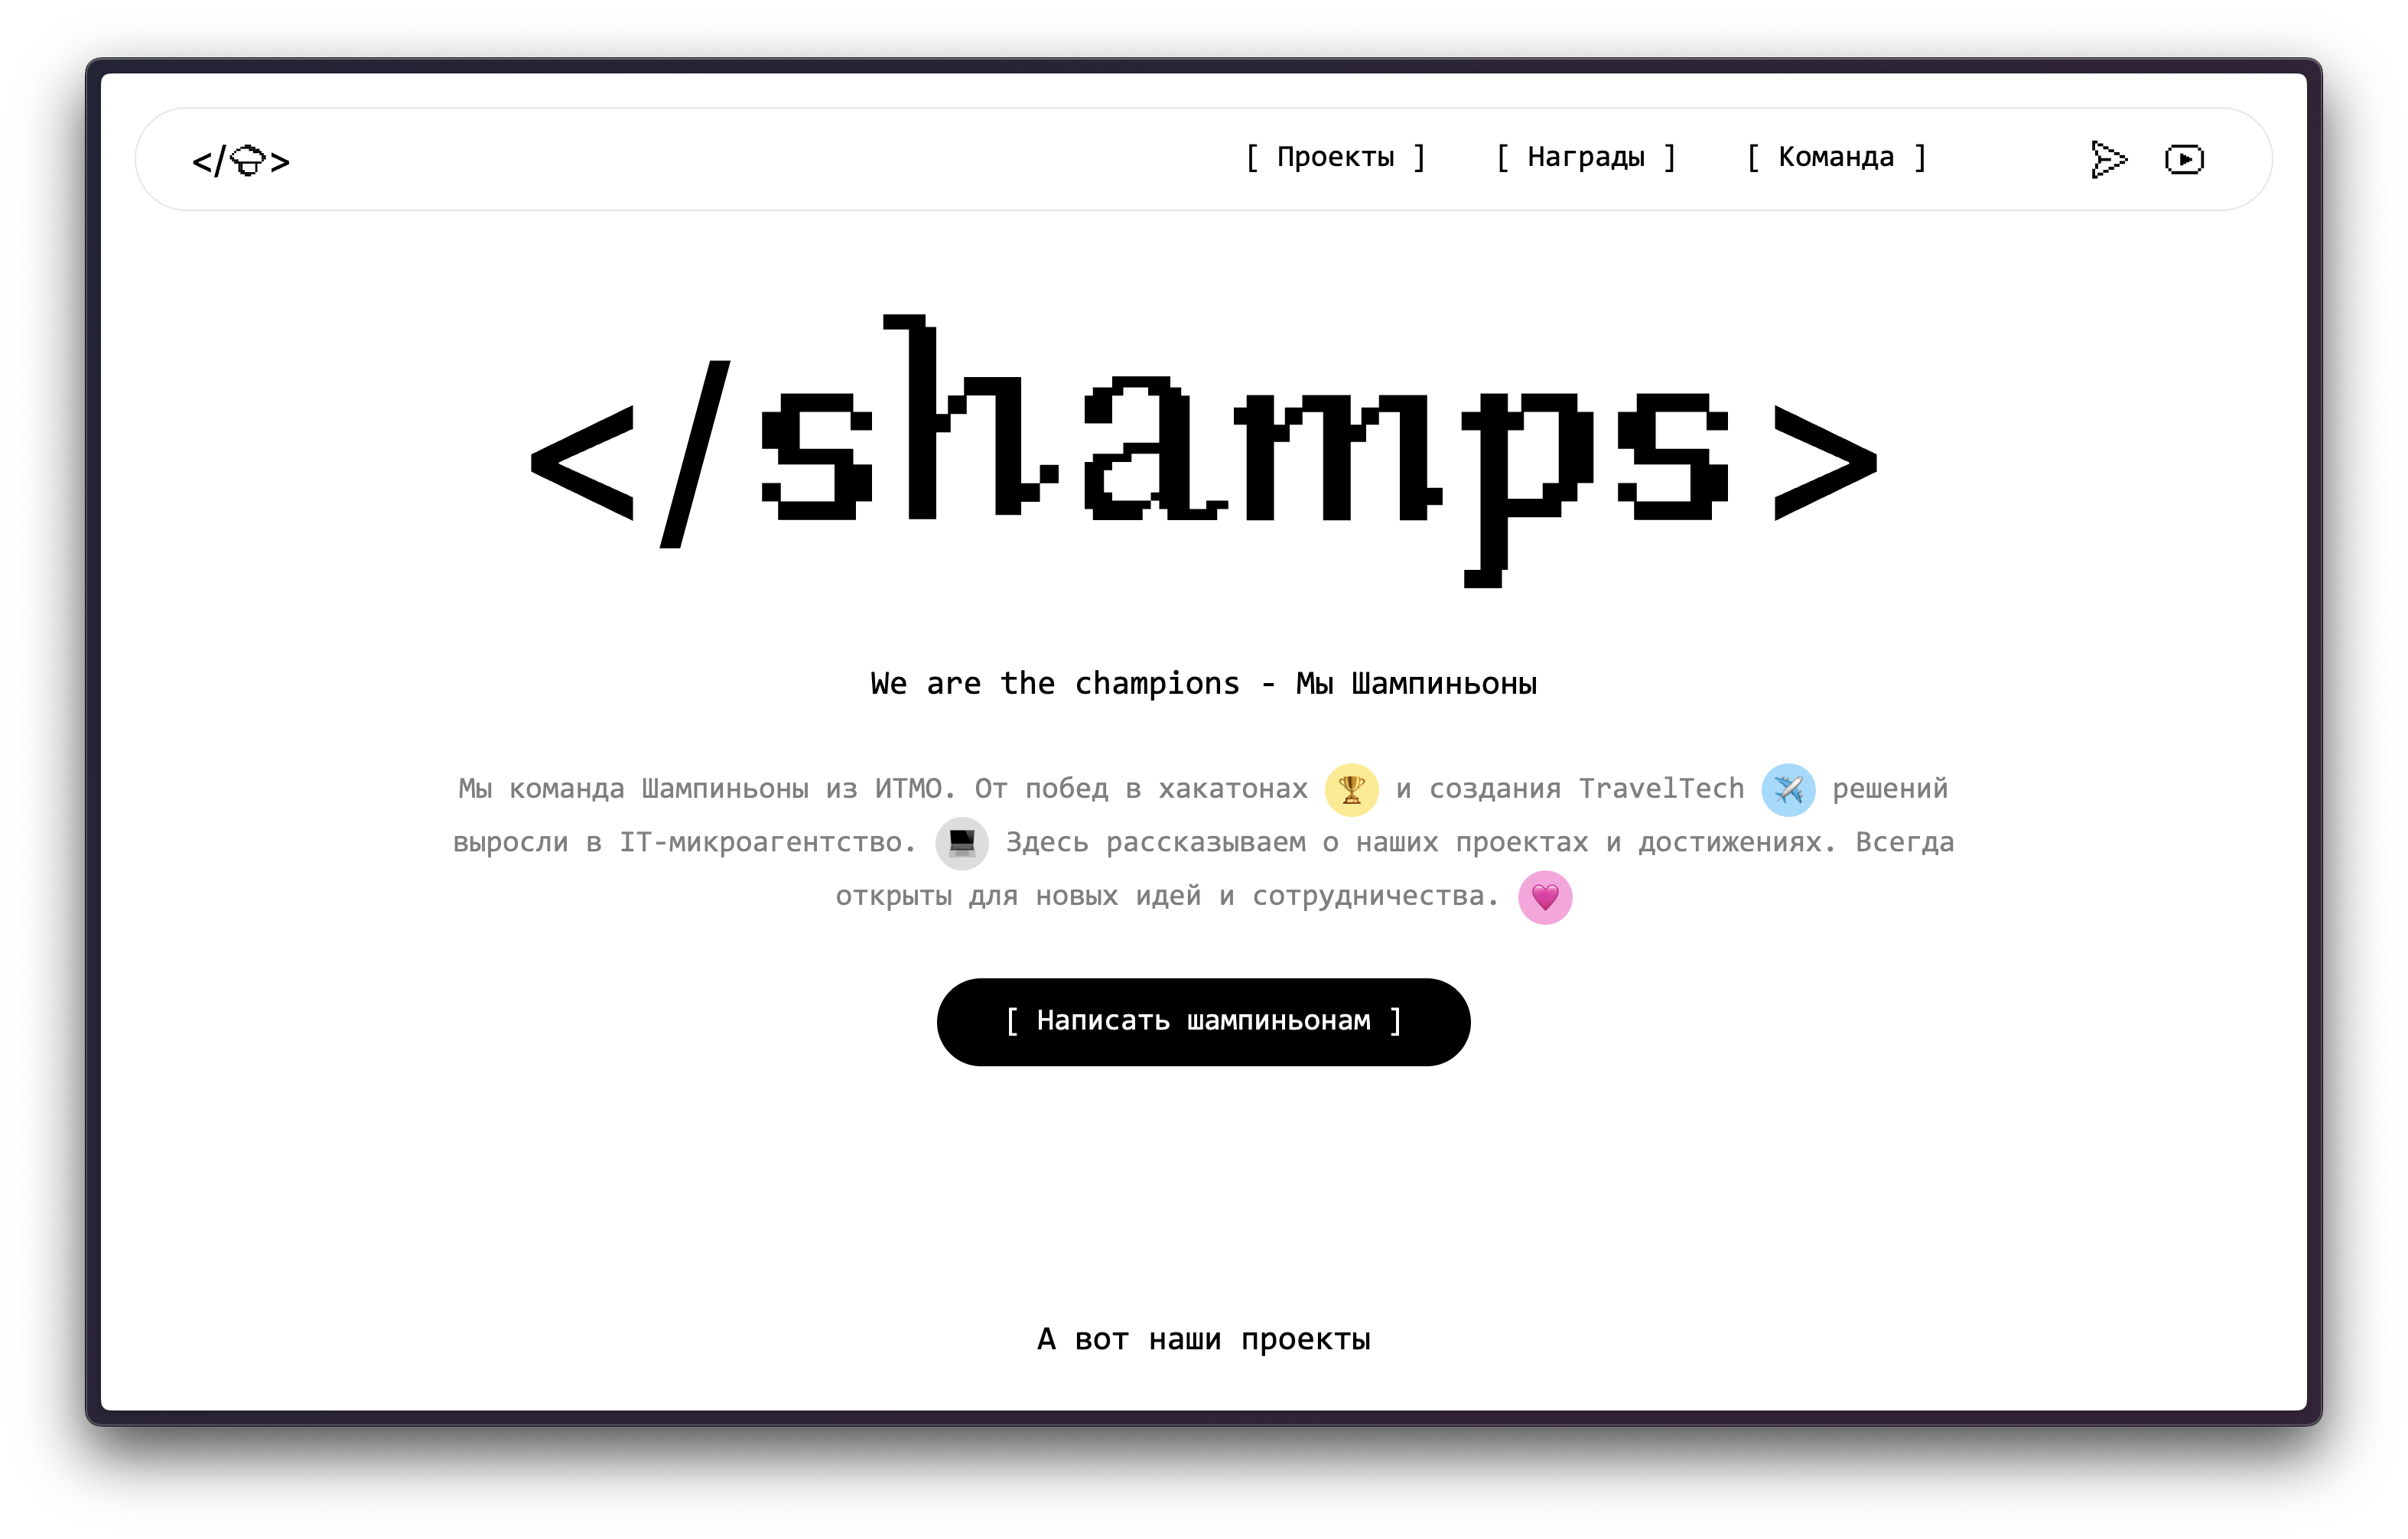 </>
[ Проекты ] [ Награды ] [ Команда ]
</shamps>
We are the champions - Мы Шампиньоны
Мы команда Шампиньоны из ИТМО. От побед в хакатонах 🏆 и создания TravelTech ✈️ решений
выросли в IT-микроагентство. 💻 Здесь рассказываем о наших проектах и достижениях. Всегда
открыты для новых идей и сотрудничества. 💗
[ Написать шампиньонам ]
А вот наши проекты